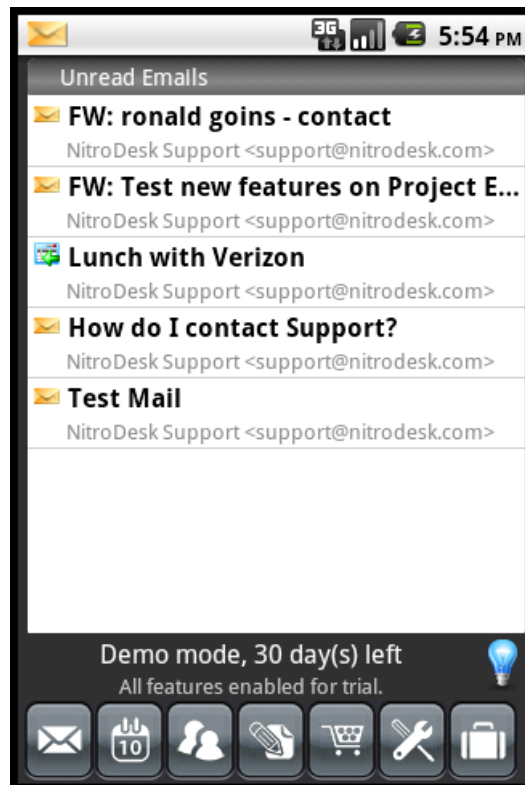 3G 5:54 PM
Unread Emails
FW: ronald goins - contact
NitroDesk Support <support@nitrodesk.com>
FW: Test new features on Project E...
NitroDesk Support <support@nitrodesk.com>
Lunch with Verizon
NitroDesk Support <support@nitrodesk.com>
How do I contact Support?
NitroDesk Support <support@nitrodesk.com>
Test Mail
NitroDesk Support <support@nitrodesk.com>
Demo mode, 30 day(s) left
All features enabled for trial.
10